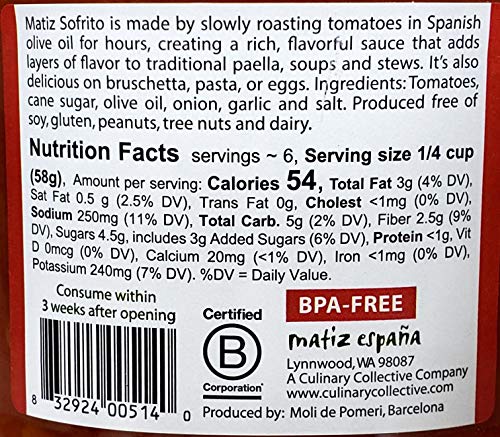 Matiz Sofrito is made by slowly roasting tomatoes in Spanish
olive oil for hours, creating a rich, flavorful sauce that adds
layers of flavor to traditional paella, soups and stews. It's also
delicious on bruschetta, pasta, or eggs. Ingredients: Tomatoes,
cane sugar, olive oil, onion, garlic and salt. Produced free of
soy, gluten, peanuts, tree nuts and dairy.
Nutrition Facts servings ~ 6, Serving size 1/4 cup
(58g), Amount per serving: Calories 54, Total Fat 3g (4% DV),
Sat Fat 0.5 g (2.5% DV), Trans Fat 0g, Cholest <1mg (0% DV),
Sodium 250mg (11% DV), Total Carb. 5g (2% DV), Fiber 2.5g (9%
DV), Sugars 4.5g, includes 3g Added Sugars (6% DV), Protein <1g, Vit
D 0mcg (0% DV), Calcium 20mg (<1% DV), Iron <1mg (0% DV),
Potassium 240mg (7% DV). %DV = Daily Value.
Consume within
3 weeks after opening
8 32924 00514 0
Certified
B
Corporation
BPA-FREE
matiz españa
Lynnwood, WA 98087
A Culinary Collective Company
www.culinarycollective.com
Produced by: Moli de Pomeri, Barcelona